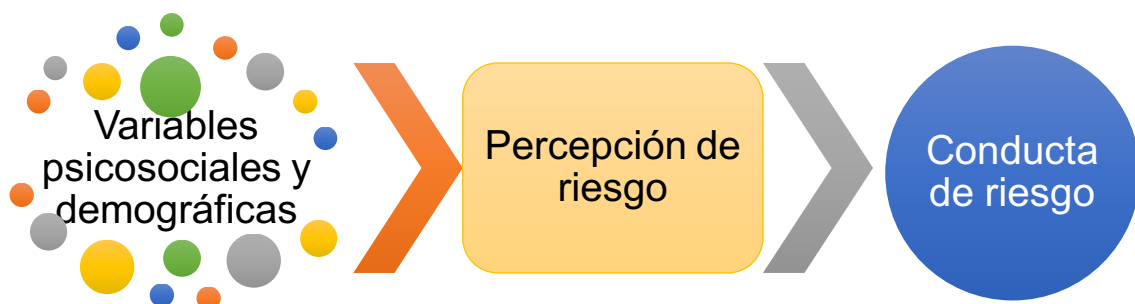 Variables
psicosociales y
demográficas
Percepción de
riesgo
Conducta
de riesgo